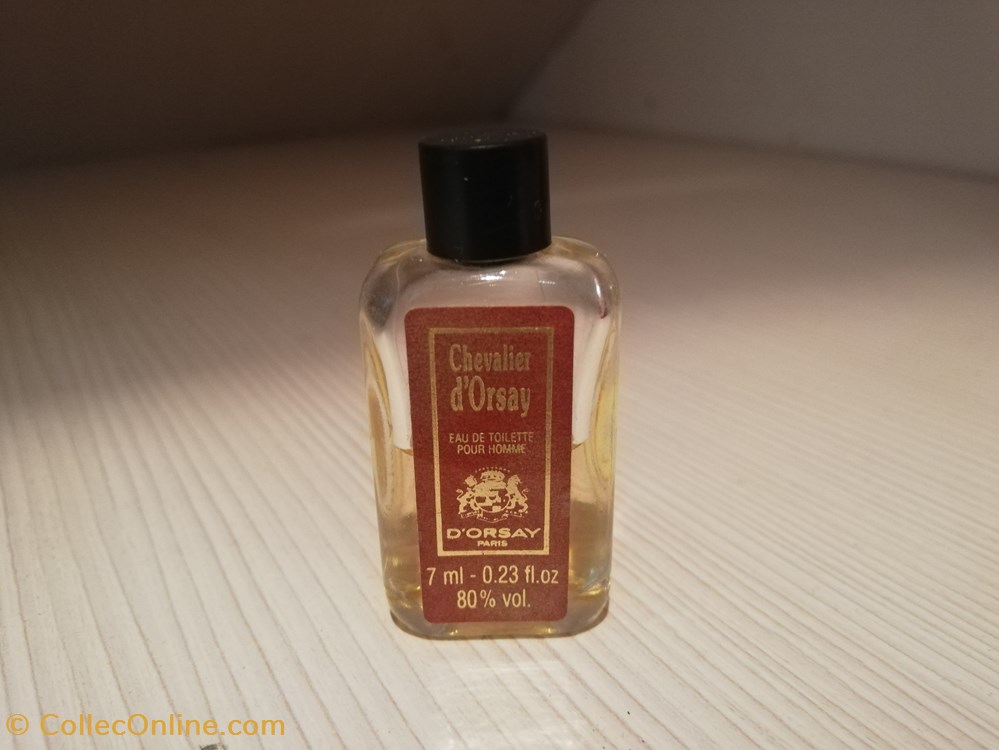 Chevalier
d'Orsay
EAU DE TOILETTE
POUR HOMME
D'ORSAY
PARIS
7 ml - 0.23 fl.oz
80% vol.
© CollecOnline.com